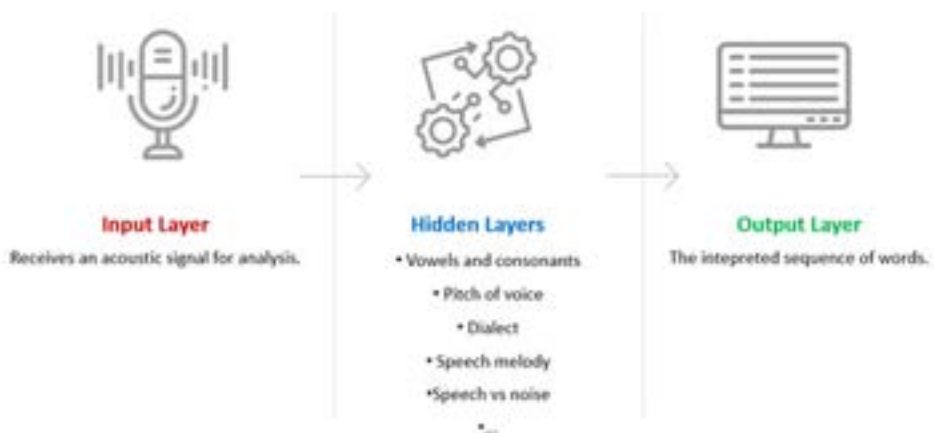 Input Layer
Receives an acoustic signal for analysis.
Hidden Layers
• Vowels and consonants
• Pitch of voice
• Dialect
• Speech melody
•Speech vs noise
•...
Output Layer
The intepreted sequence of words.